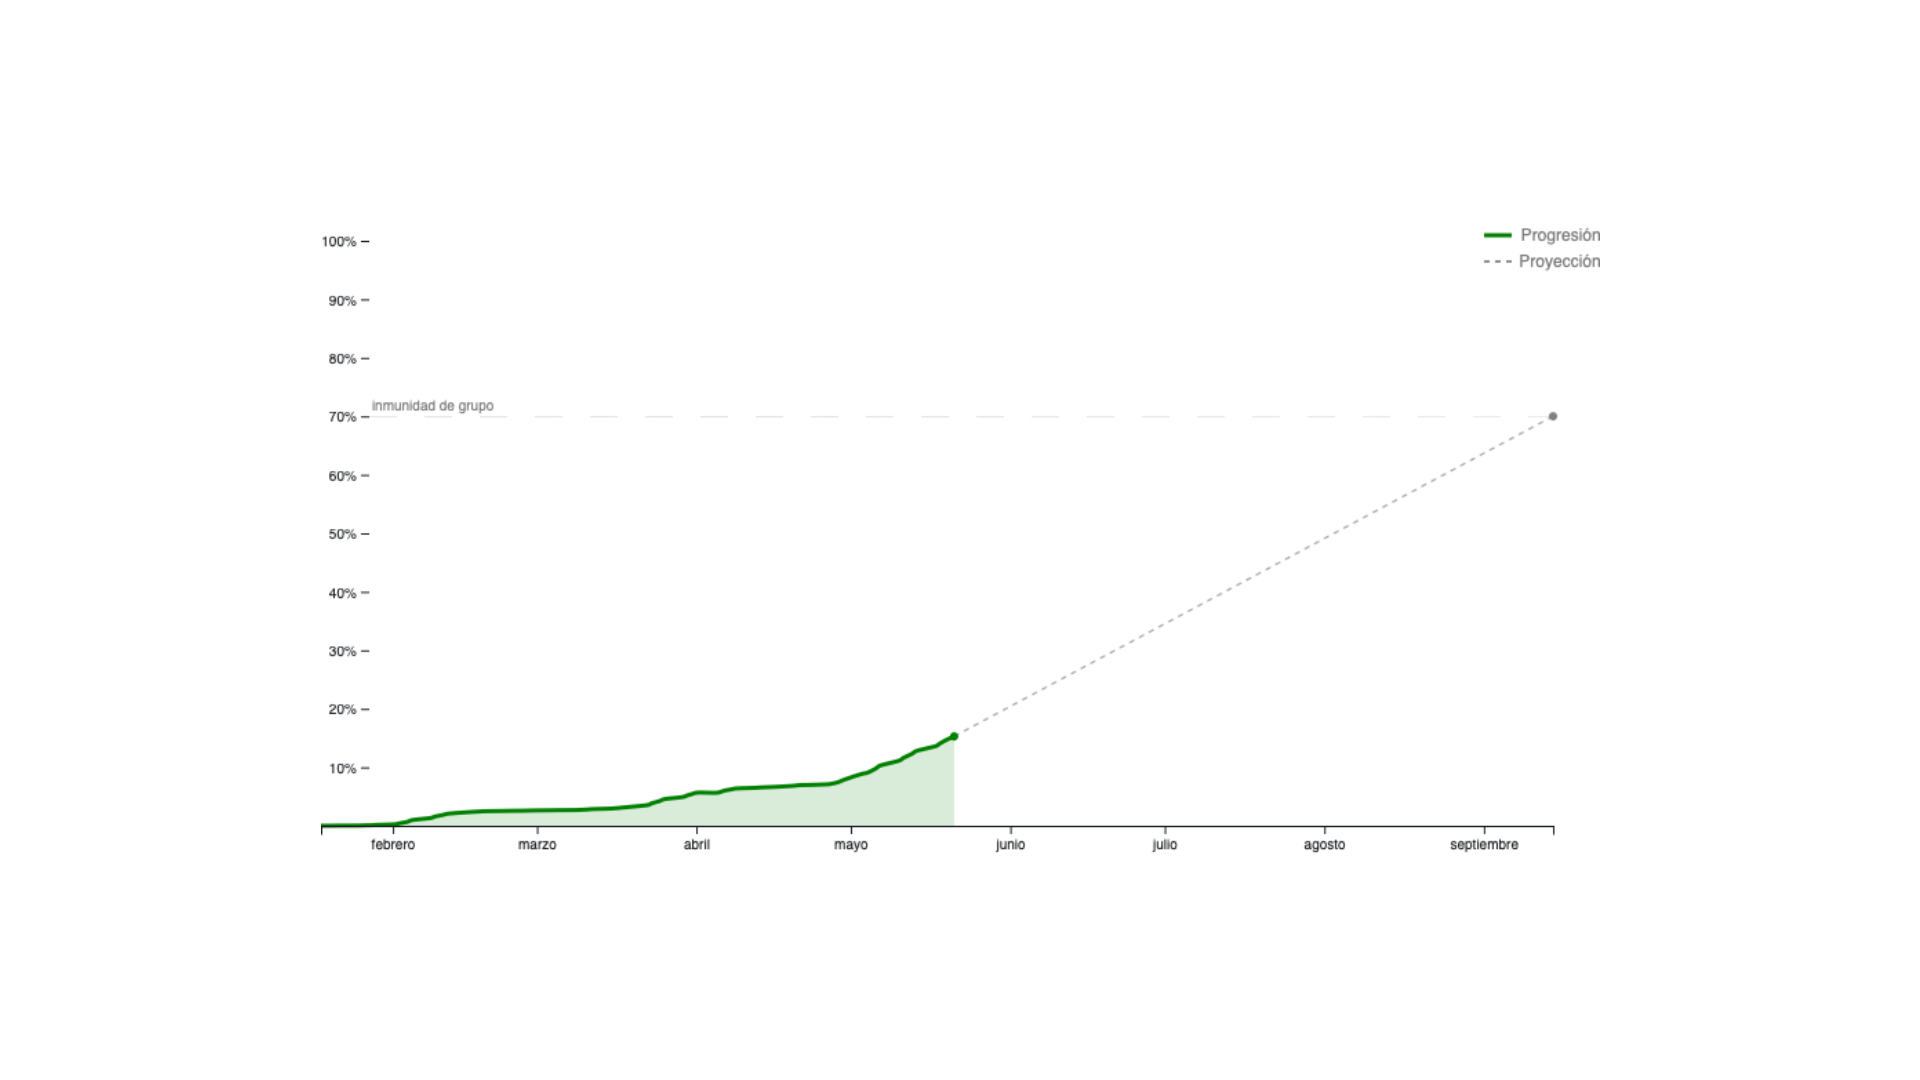 Progresión
Proyección
100%
90%
80%
inmunidad de grupo
70%
60%
50%
40%
30%
20%
10%
febrero marzo abril mayo junio julio agosto septiembre